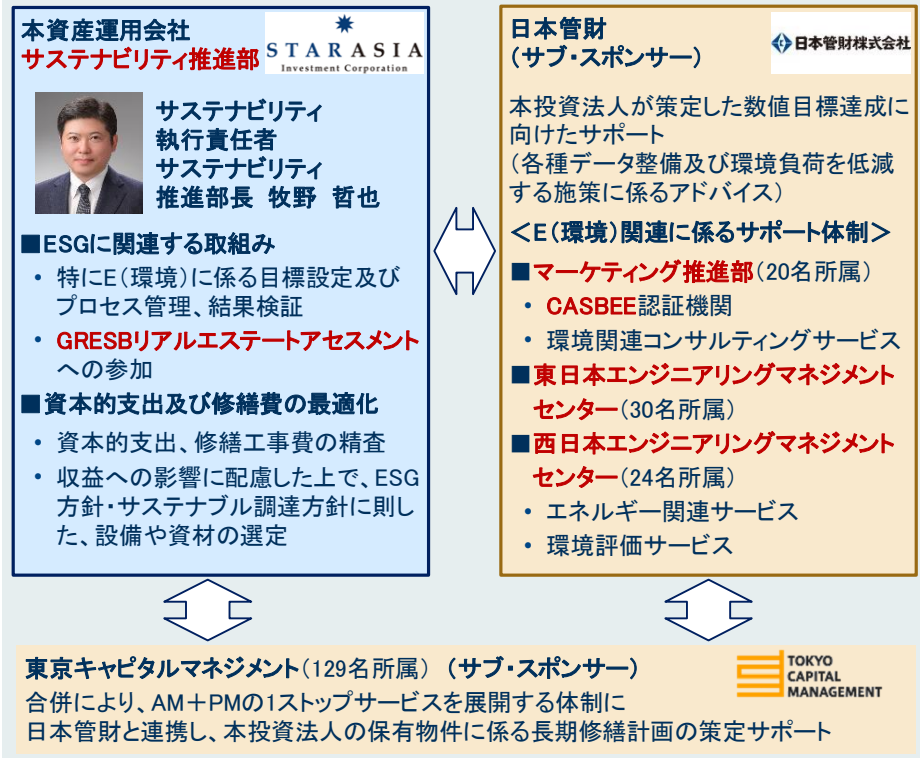 本資産運用会社
サステナビリティ推進部
STARASIA
Investment Corporation
サステナビリティ
執行責任者
サステナビリティ
推進部長 牧野 哲也
■ESGに関連する取組み
・ 特にE(環境)に係る目標設定及び
プロセス管理、結果検証
・ GRESBリアルエステートアセスメント
への参加
■資本的支出及び修繕費の最適化
・ 資本的支出、修繕工事費の精査
・ 収益への影響に配慮した上で、ESG
方針・サステナブル調達方針に則し
た、設備や資材の選定
日本管財
(サブ・スポンサー)
日本管財株式会社
本投資法人が策定した数値目標達成に
向けたサポート
(各種データ整備及び環境負荷を低減
する施策に係るアドバイス)
<E(環境)関連に係るサポート体制>
■マーケティング推進部(20名所属)
・ CASBEE認証機関
・ 環境関連コンサルティングサービス
■東日本エンジニアリングマネジメント
センター(30名所属)
■西日本エンジニアリングマネジメント
センター(24名所属)
・ エネルギー関連サービス
・ 環境評価サービス
東京キャピタルマネジメント(129名所属) (サブ・スポンサー)
TOKYO
CAPITAL
MANAGEMENT
合併により、AM+PMの1ストップサービスを展開する体制に
日本管財と連携し、本投資法人の保有物件に係る長期修繕計画の策定サポート